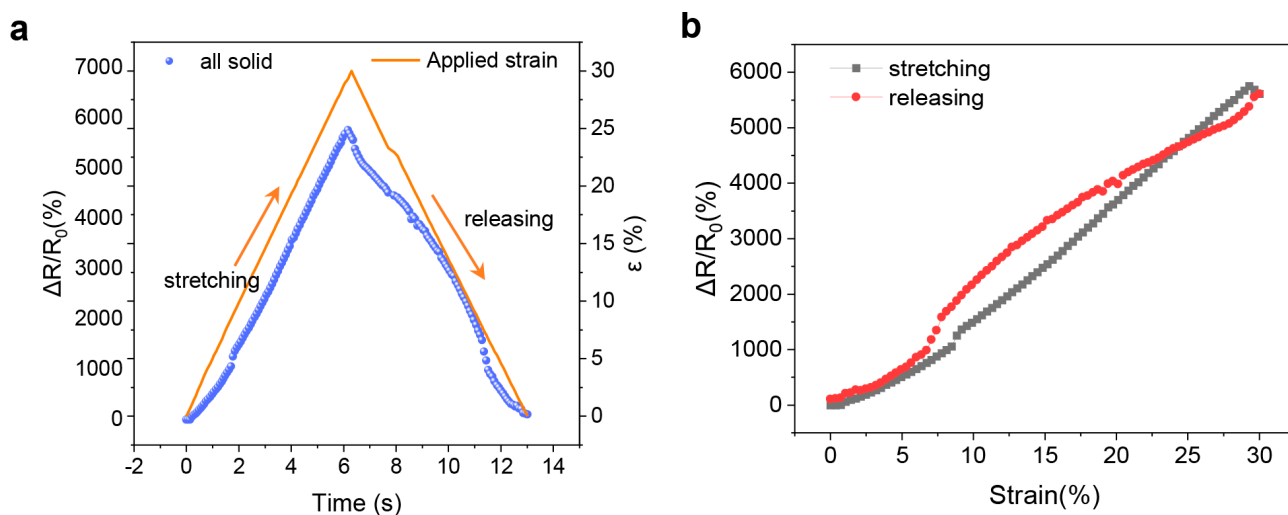 a
all solid
Applied strain
7000
6000
5000
4000
3000
2000
1000
0
ΔR/R0(%)
30
25
20
15
10
5
0
ε (%)
stretching
releasing
-2 0 2 4 6 8 10 12 14
Time (s)
b
stretching
releasing
6000
5000
4000
3000
2000
1000
0
ΔR/R0(%)
0 5 10 15 20 25 30
Strain(%)